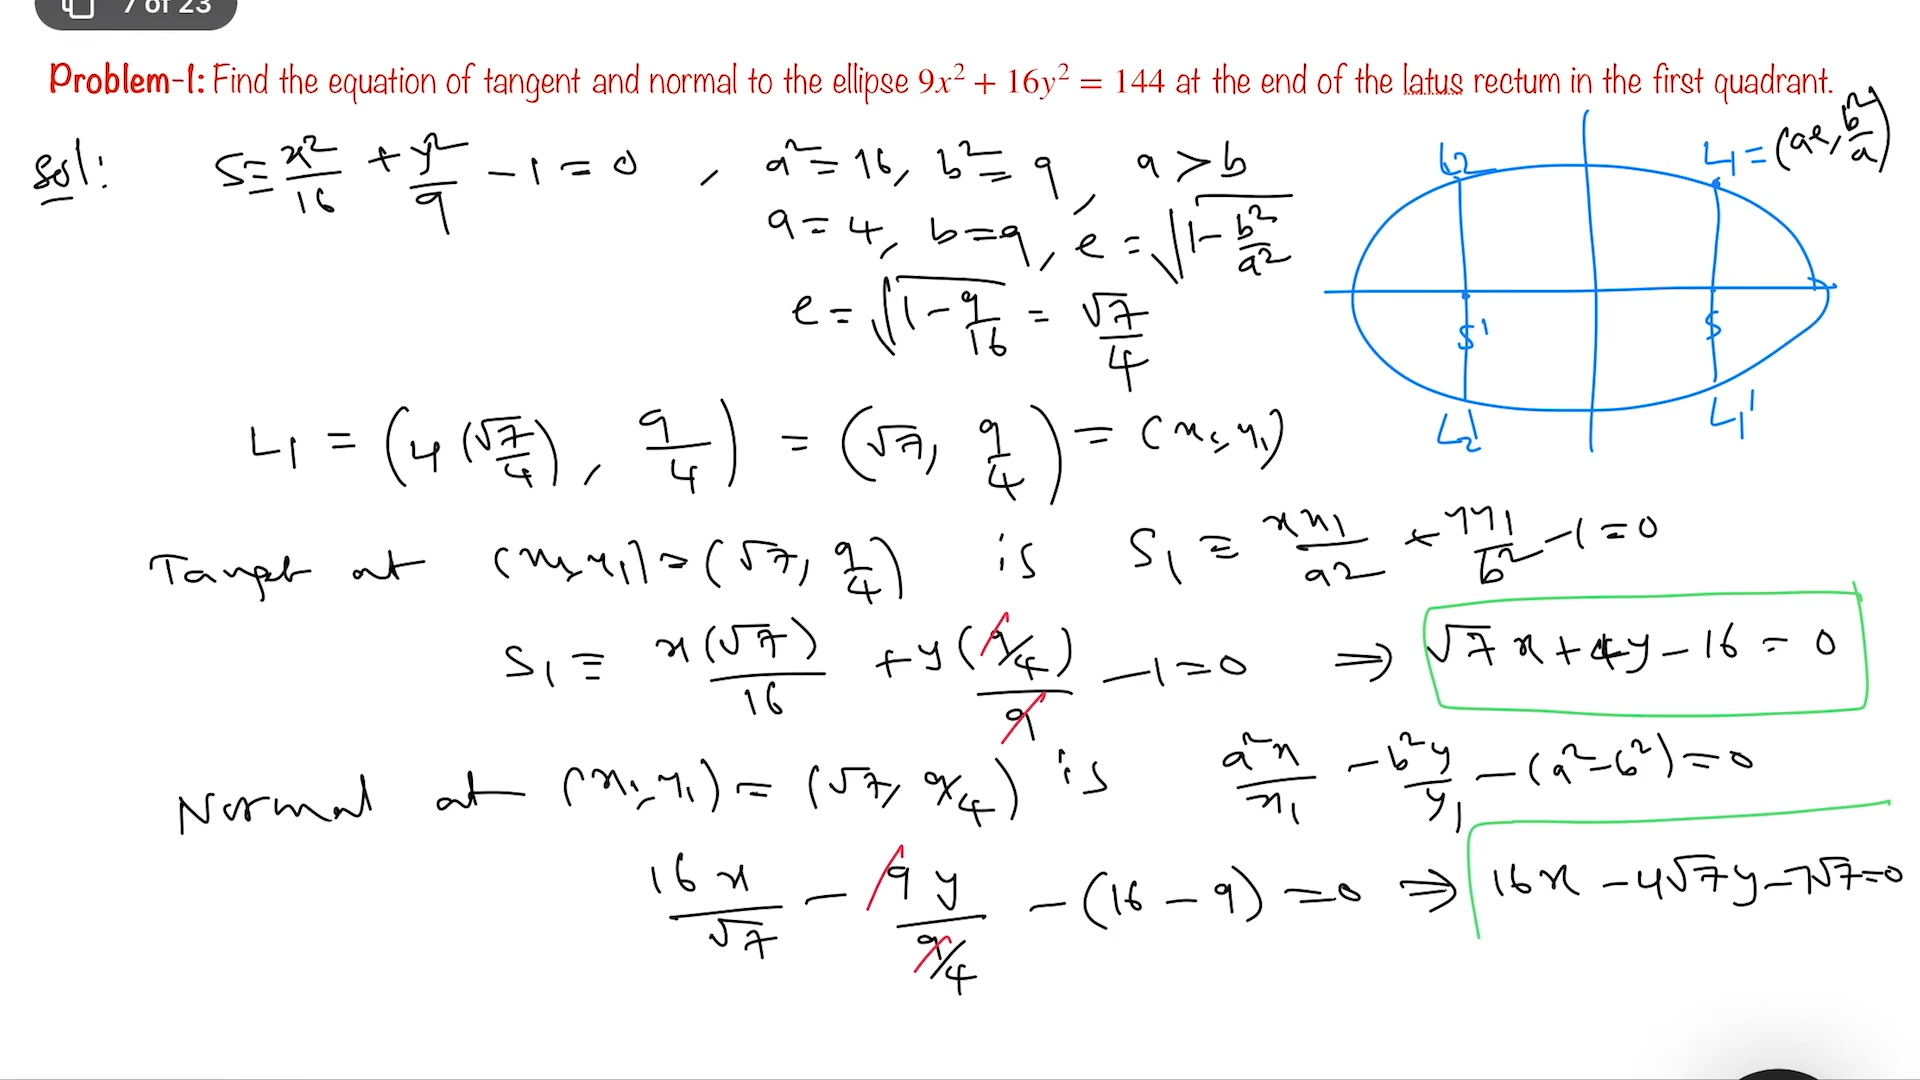 7 of 23
Problem-1: Find the equation of tangent and normal to the ellipse 9x² + 16y² = 144 at the end of the latus rectum in the first quadrant.
Sol: S ≡ x²/16 + y²/9 - 1 = 0 , a² = 16, b² = 9, a > b
a = 4, b = 9, e = √(1 - b²/a²)
e = √(1 - 9/16) = √7/4
L2 L1 = (ae, b²/a)
S' S
L2' L1'
L1 = (4(√7/4), 9/4) = (√7, 9/4) = (x1, y1)
Tangent at (x1, y1) = (√7, 9/4) is S1 ≡ xx1/a² + yy1/b² - 1 = 0
S1 ≡ x(√7)/16 + y(9/4)/9 - 1 = 0 ⇒ √7x + 4y - 16 = 0
Normal at (x1, y1) = (√7, 9/4) is a²x/x1 - b²y/y1 - (a² - b²) = 0
16x/√7 - 9y/(9/4) - (16 - 9) = 0 ⇒ 16x - 4√7y - 7√7 = 0